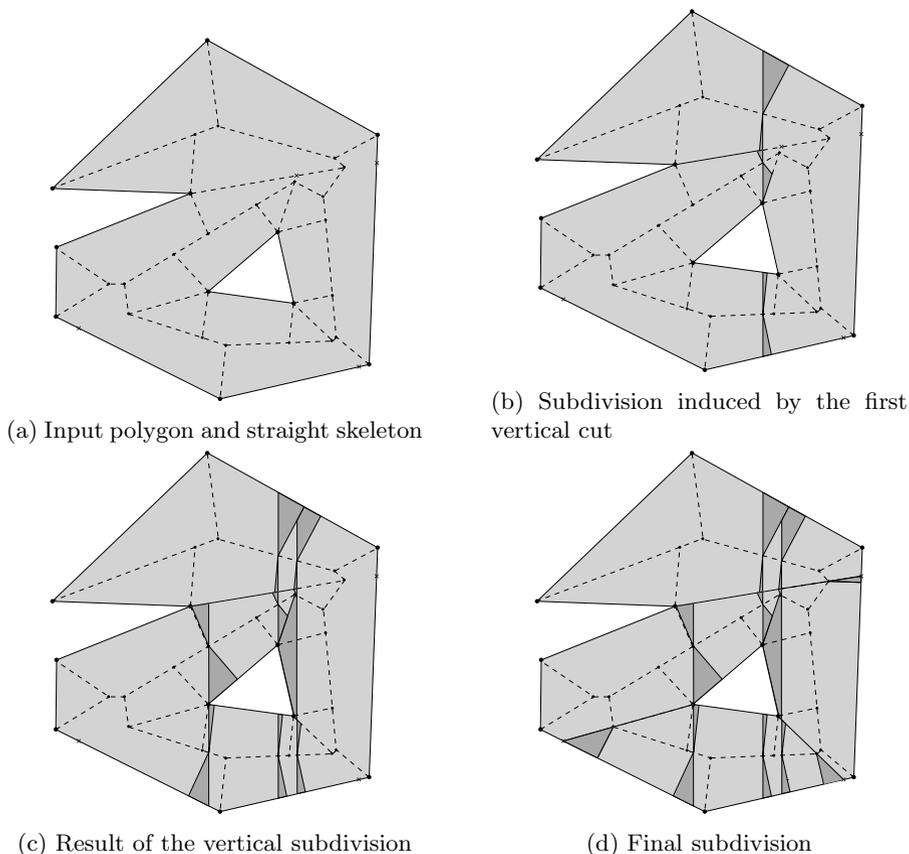 (a) Input polygon and straight skeleton
(b) Subdivision induced by the first
vertical cut
(c) Result of the vertical subdivision
(d) Final subdivision